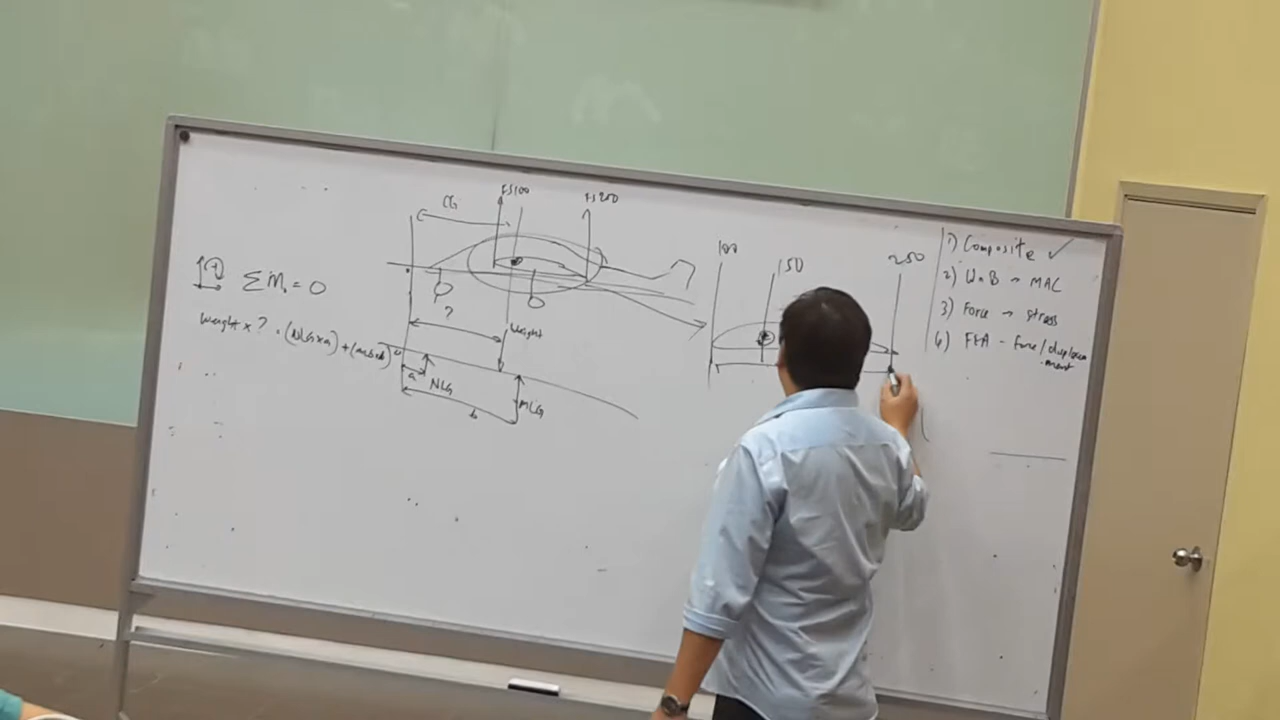 CG
FS100
FS200
ΣM₀ = 0
Weight x ? = (NLG x a) + (MLG x b)
?
Weight
a
NLG
b
MLG
100
150
250
1) Composite ✓
2) W & B → MAC
3) Force → stress
4) FEA - Force/displacement